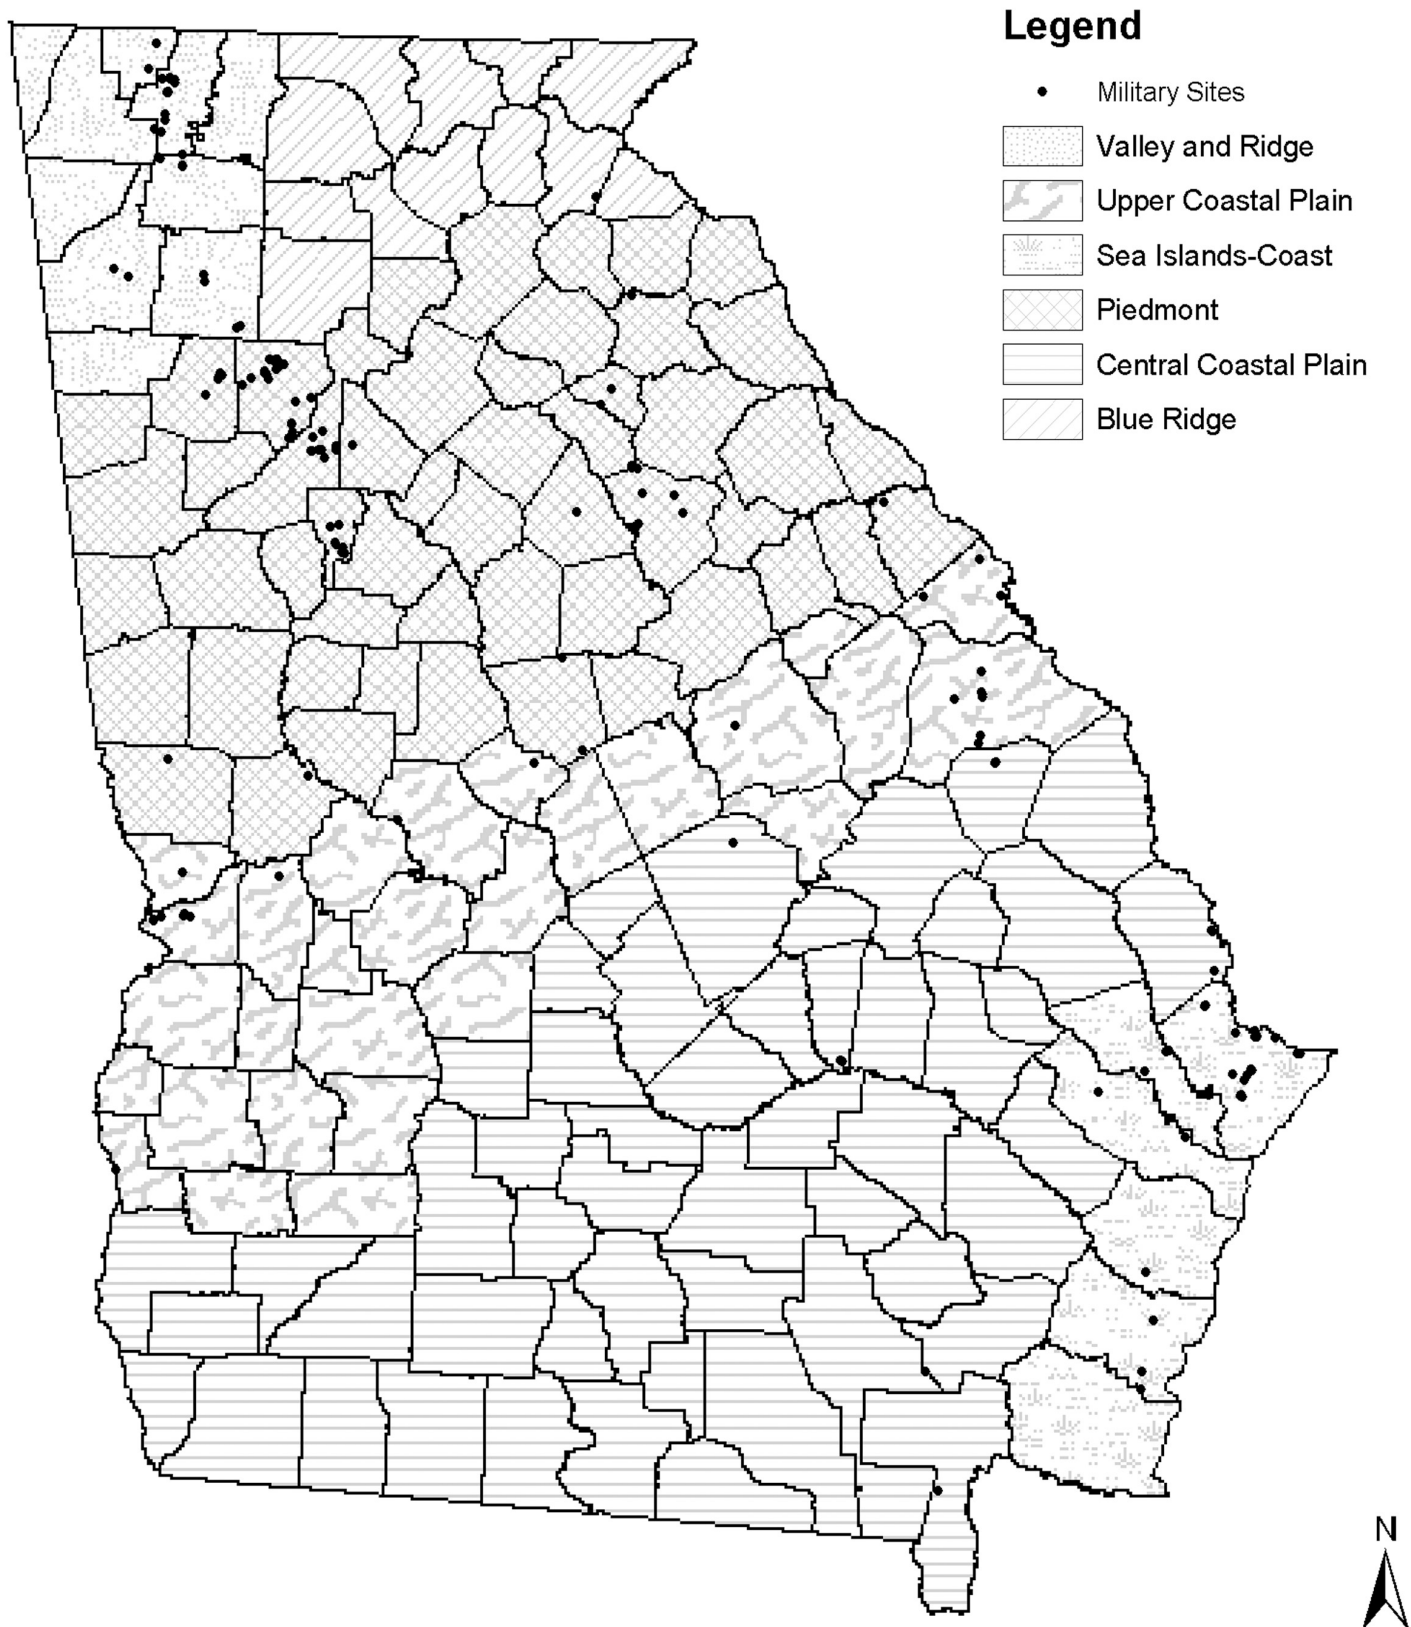 Legend
Military Sites
Valley and Ridge
Upper Coastal Plain
Sea Islands-Coast
Piedmont
Central Coastal Plain
Blue Ridge
N